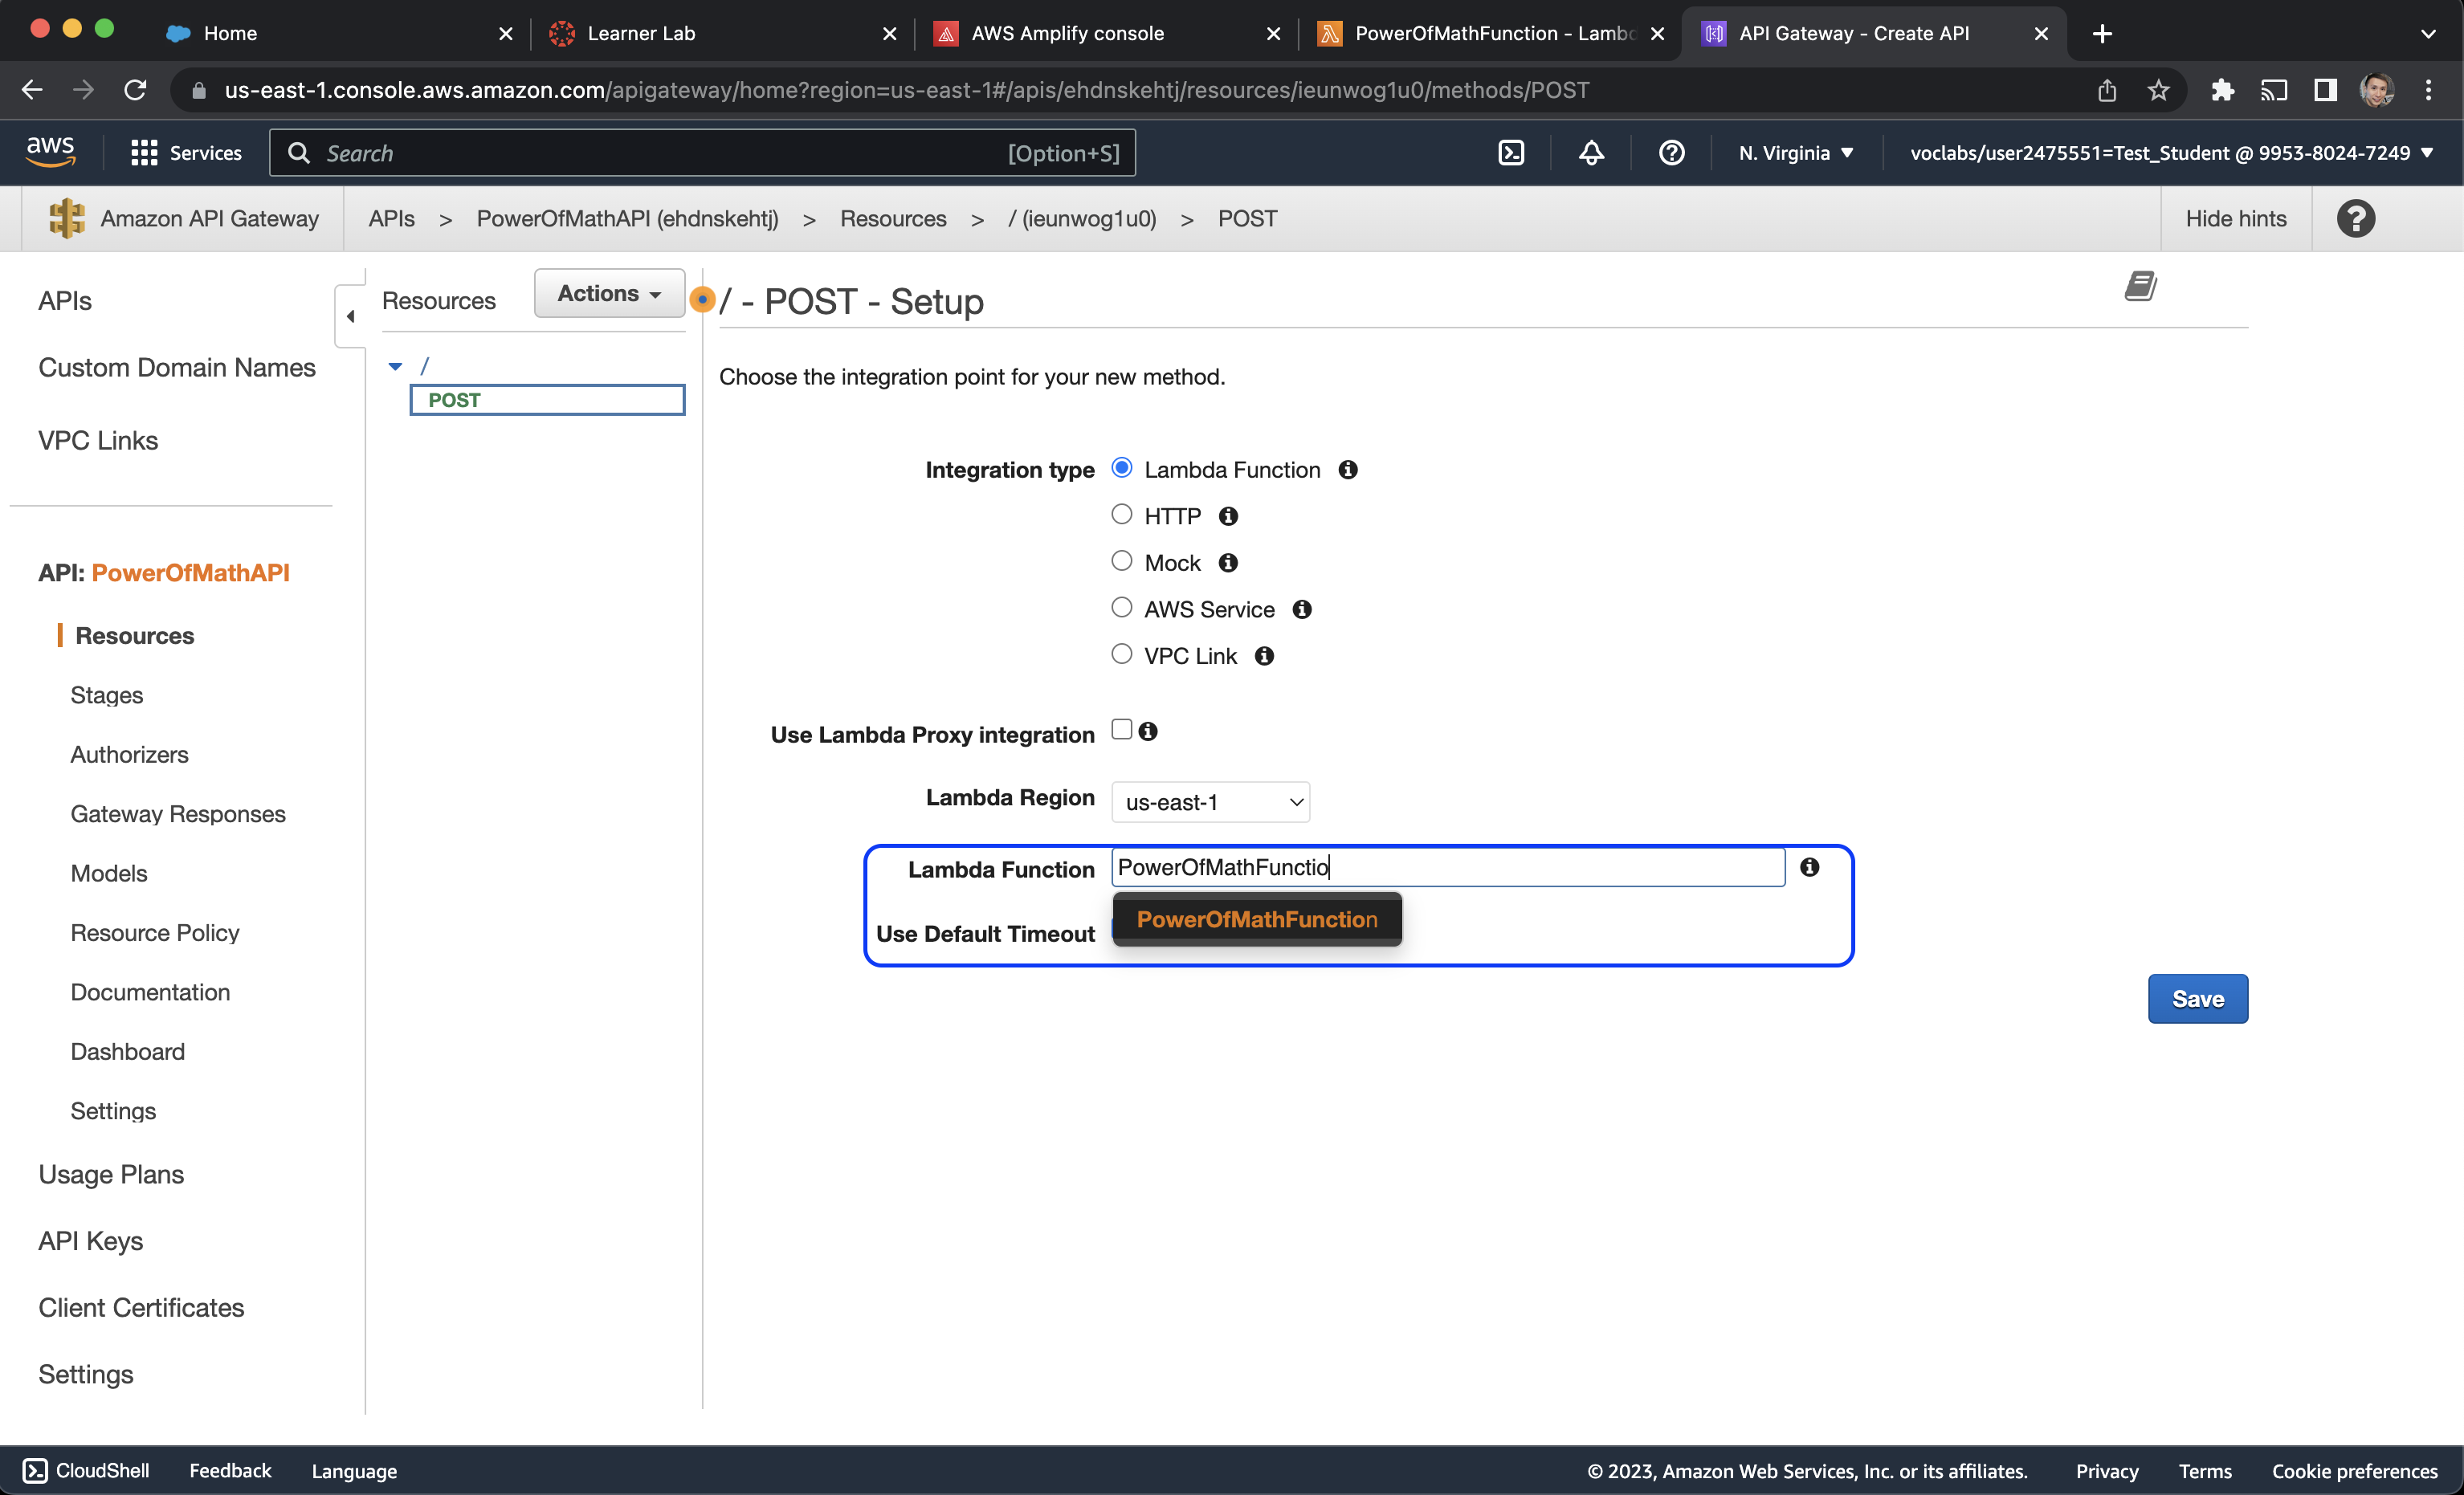 Home
Learner Lab
AWS Amplify console
PowerOfMathFunction - Lambd
API Gateway - Create API
us-east-1.console.aws.amazon.com/apigateway/home?region=us-east-1#/apis/ehdnskehtj/resources/ieunwog1u0/methods/POST
aws
Services
Search
[Option+S]
N. Virginia
voclabs/user2475551=Test_Student @ 9953-8024-7249
Amazon API Gateway
APIs > PowerOfMathAPI (ehdnskehtj) > Resources > / (ieunwog1u0) > POST
Hide hints
APIs
Custom Domain Names
VPC Links
API: PowerOfMathAPI
Resources
Stages
Authorizers
Gateway Responses
Models
Resource Policy
Documentation
Dashboard
Settings
Usage Plans
API Keys
Client Certificates
Settings
Resources
Actions
/
POST
/ - POST - Setup
Choose the integration point for your new method.
Integration type
Lambda Function
HTTP
Mock
AWS Service
VPC Link
Use Lambda Proxy integration
Lambda Region
us-east-1
Lambda Function
PowerOfMathFunctio
PowerOfMathFunction
Use Default Timeout
Save
CloudShell
Feedback
Language
© 2023, Amazon Web Services, Inc. or its affiliates.
Privacy
Terms
Cookie preferences